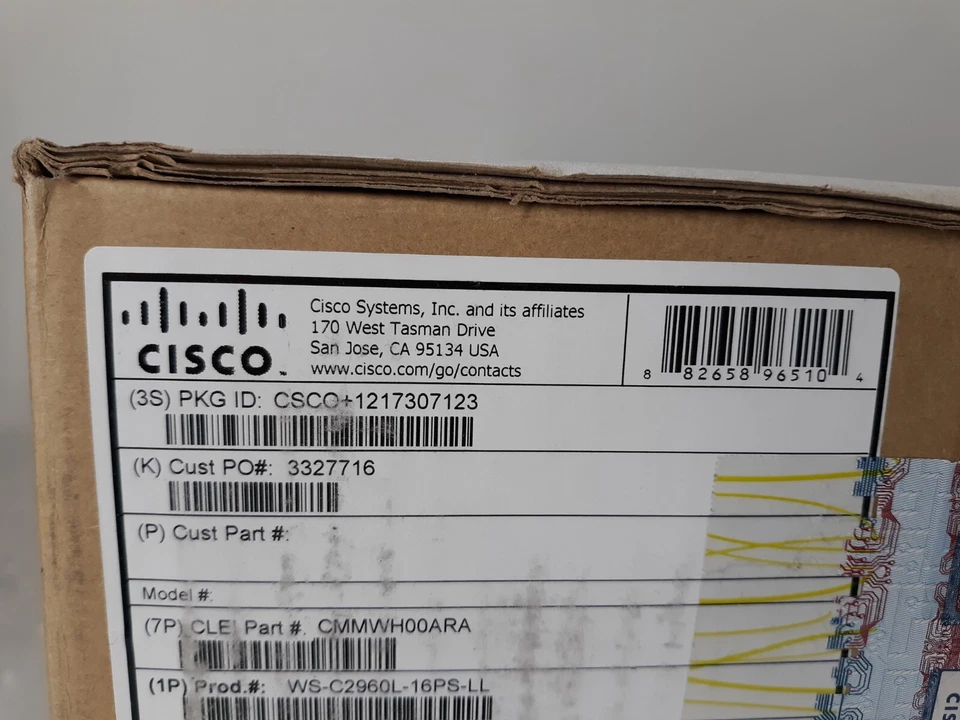 CISCO
Cisco Systems, Inc. and its affiliates
170 West Tasman Drive
San Jose, CA 95134 USA
www.cisco.com/go/contacts
8 82658 96510 4
(3S) PKG ID: CSCO+1217307123
(K) Cust PO#: 3327716
(P) Cust Part #:
Model #:
(7P) CLEI Part #. CMMWH00ARA
(1P) Prod.#: WS-C2960L-16PS-LL
CIS